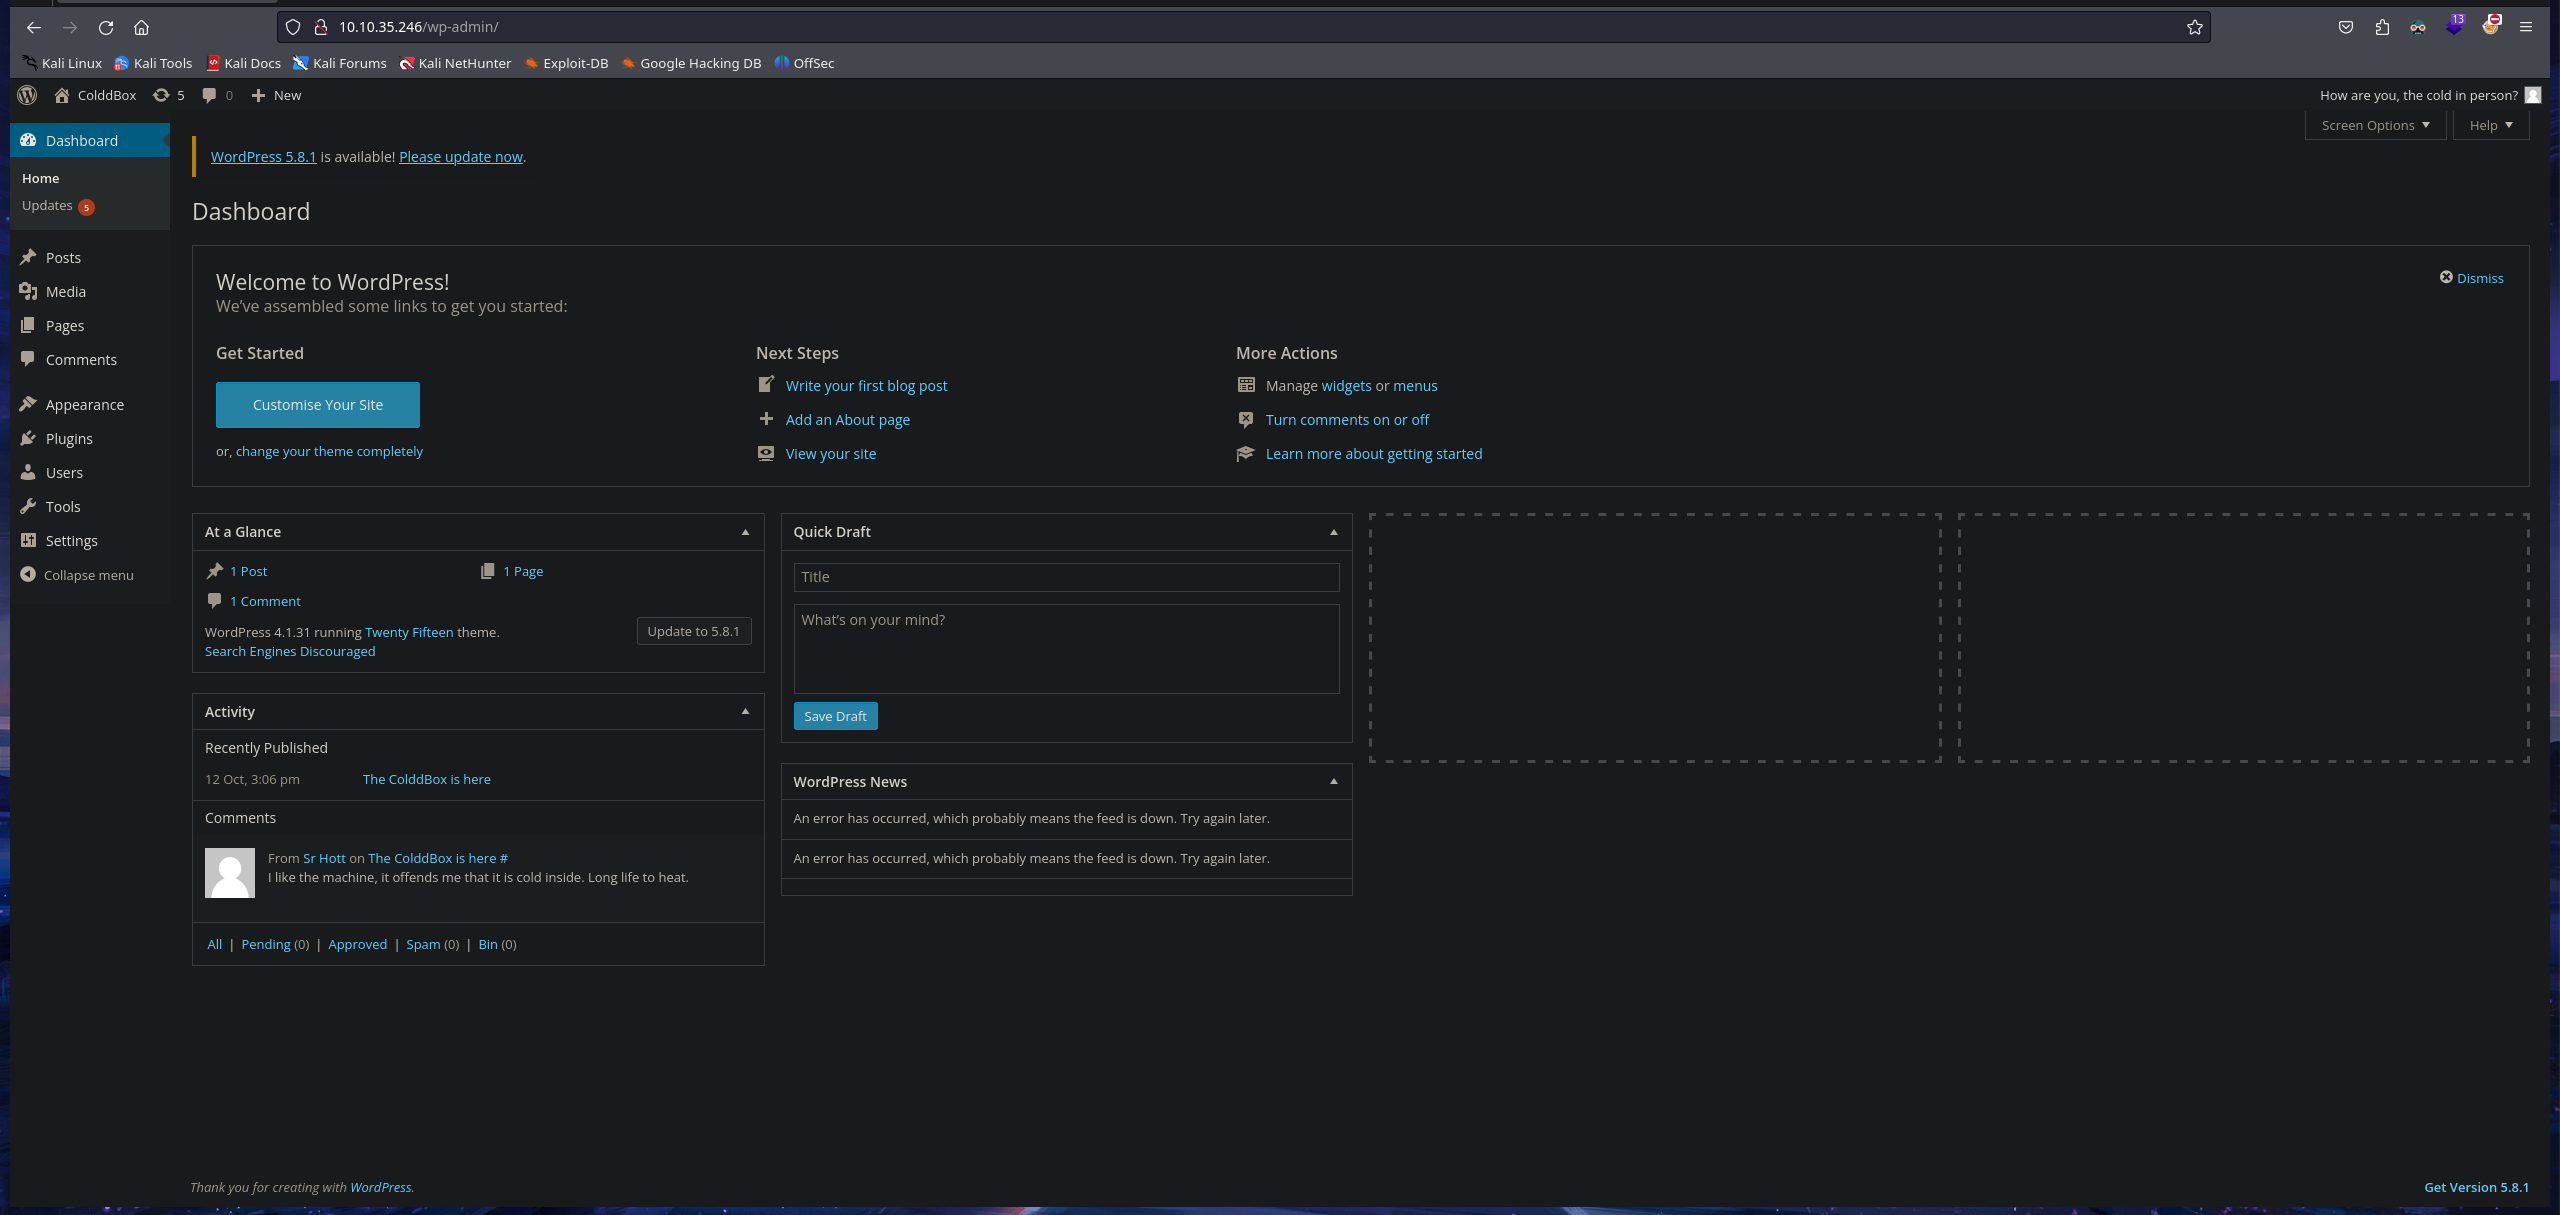 10.10.35.246/wp-admin/
13
Kali Linux Kali Tools Kali Docs Kali Forums Kali NetHunter Exploit-DB Google Hacking DB OffSec
ColddBox 5 0 New
How are you, the cold in person?
Screen Options Help
Dashboard
Home
Updates 5
Posts
Media
Pages
Comments
Appearance
Plugins
Users
Tools
Settings
Collapse menu
WordPress 5.8.1 is available! Please update now.
Dashboard
Welcome to WordPress!
We've assembled some links to get you started:
Dismiss
Get Started
Customise Your Site
or, change your theme completely
Next Steps
Write your first blog post
Add an About page
View your site
More Actions
Manage widgets or menus
Turn comments on or off
Learn more about getting started
At a Glance
1 Post 1 Page
1 Comment
WordPress 4.1.31 running Twenty Fifteen theme.
Update to 5.8.1
Search Engines Discouraged
Activity
Recently Published
12 Oct, 3:06 pm The ColddBox is here
Comments
From Sr Hott on The ColddBox is here #
I like the machine, it offends me that it is cold inside. Long life to heat.
All | Pending (0) | Approved | Spam (0) | Bin (0)
Quick Draft
Title
What's on your mind?
Save Draft
WordPress News
An error has occurred, which probably means the feed is down. Try again later.
An error has occurred, which probably means the feed is down. Try again later.
Thank you for creating with WordPress.
Get Version 5.8.1